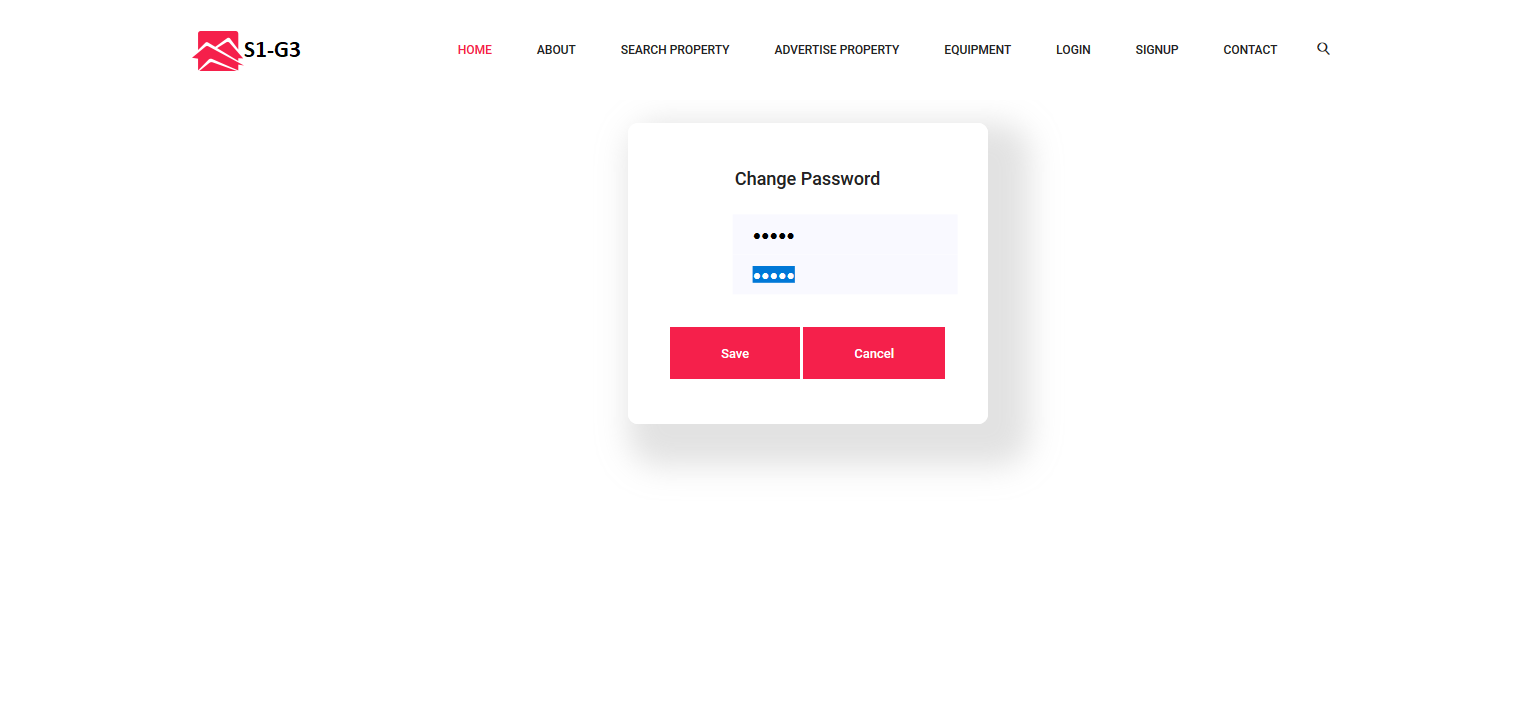 S1-G3
HOME ABOUT SEARCH PROPERTY ADVERTISE PROPERTY EQUIPMENT LOGIN SIGNUP CONTACT
Change Password
•••••
•••••
Save Cancel